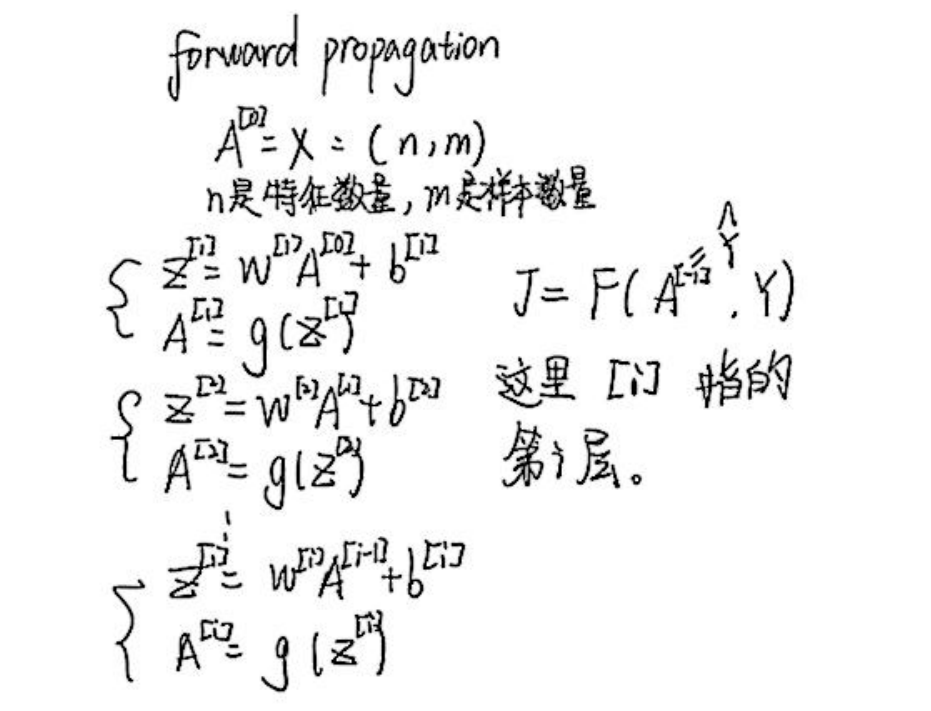 forward propagation
A^[0] = X = (n, m)
n是特征数量, m是样本数量
z^[1] = W^[1]A^[0] + b^[1]
A^[1] = g(z^[1])
z^[2] = W^[2]A^[1] + b^[2]
A^[2] = g(z^[2])
⋮
z^[i] = W^[i]A^[i-1] + b^[i]
A^[i] = g(z^[i])
Ŷ
J = F(A^[-1], Y)
这里 [i] 指的
第i层。